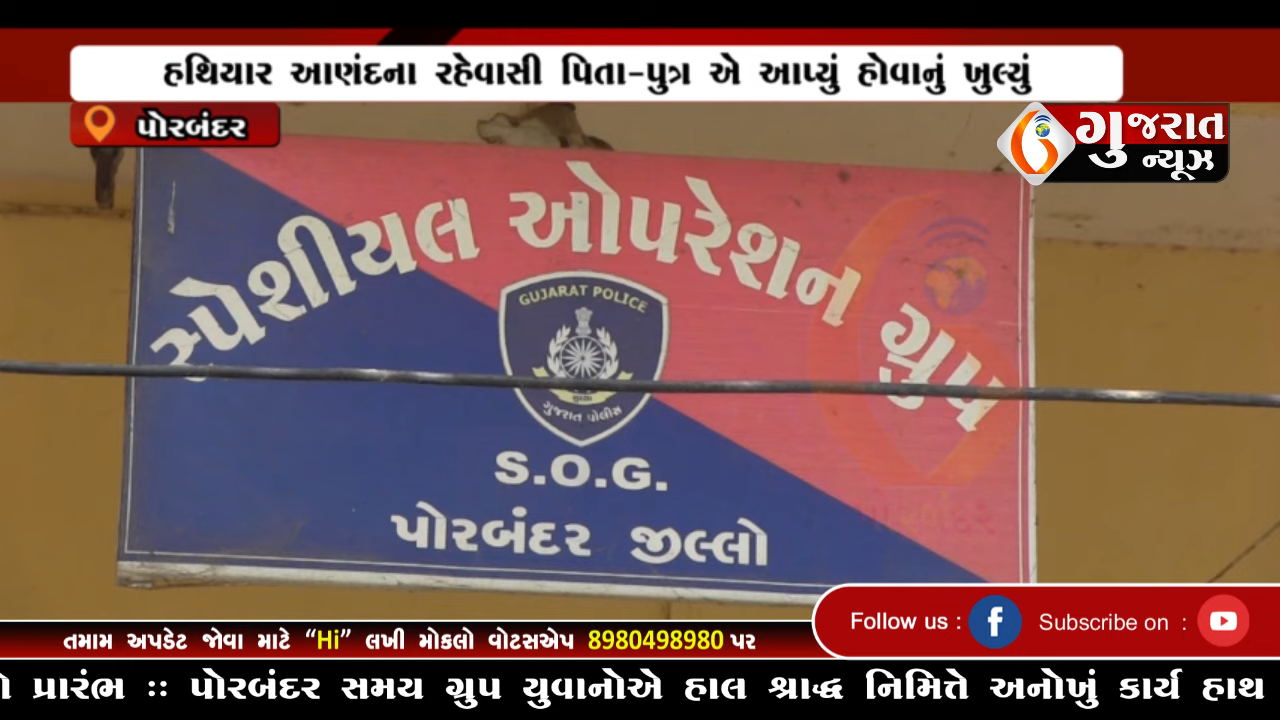 હથિયાર આણંદના રહેવાસી પિતા-પુત્ર એ આપ્યું હોવાનું ખુલ્યું
પોરબંદર
ગુજરાત
ન્યૂઝ
સ્પેશીયલ ઓપરેશન ગ્રુપ
GUJARAT POLICE
ગુજરાત પોલીસ
S.O.G.
પોરબંદર જીલ્લો
Follow us :
Subscribe on :
તમામ અપડેટ જોવા માટે “Hi” લખી મોકલો વોટસએપ 8980498980 પર
પ્રારંભ :: પોરબંદર સમય ગ્રુપ યુવાનોએ હાલ શ્રાદ્ધ નિમિત્તે અનોખું કાર્ય હાથ